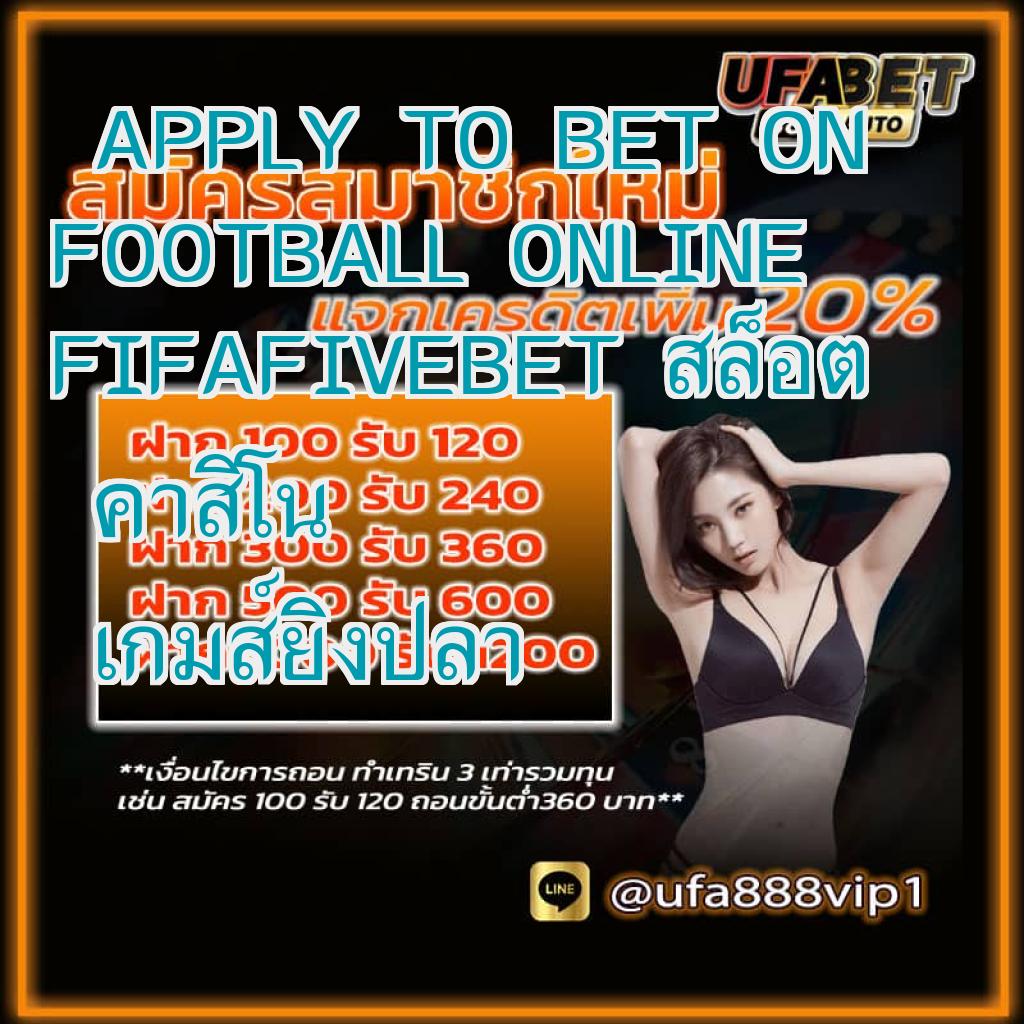 UFABET
APPLY TO BET ON
สมัครสมาชิกใหม่
FOOTBALL ONLINE
แจกเครดิตเพิ่ม 20%
FIFAFIVEBET สล็อต
ฝาก 100 รับ 120
คาสิโน
รับ 240
ฝาก 300 รับ 360
ฝาก 500 รับ 600
เกมส์ยิงปลา
**เงื่อนไขการถอน ทำเทริน 3 เท่ารวมทุน
เช่น สมัคร 100 รับ 120 ถอนขั้นต่ำ360 บาท**
LINE @ufa888vip1